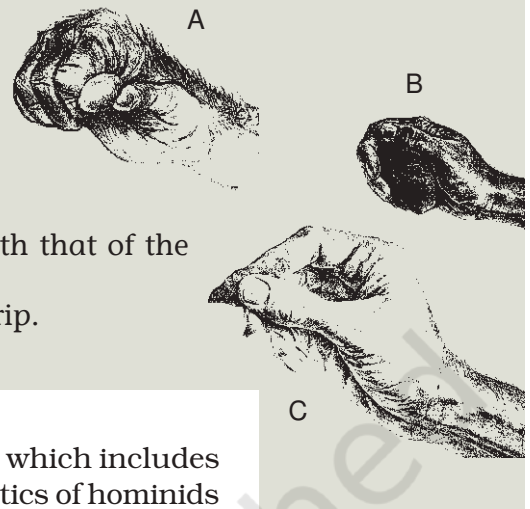 A
B
th that of the
rip.
C
which includes
tics of hominids